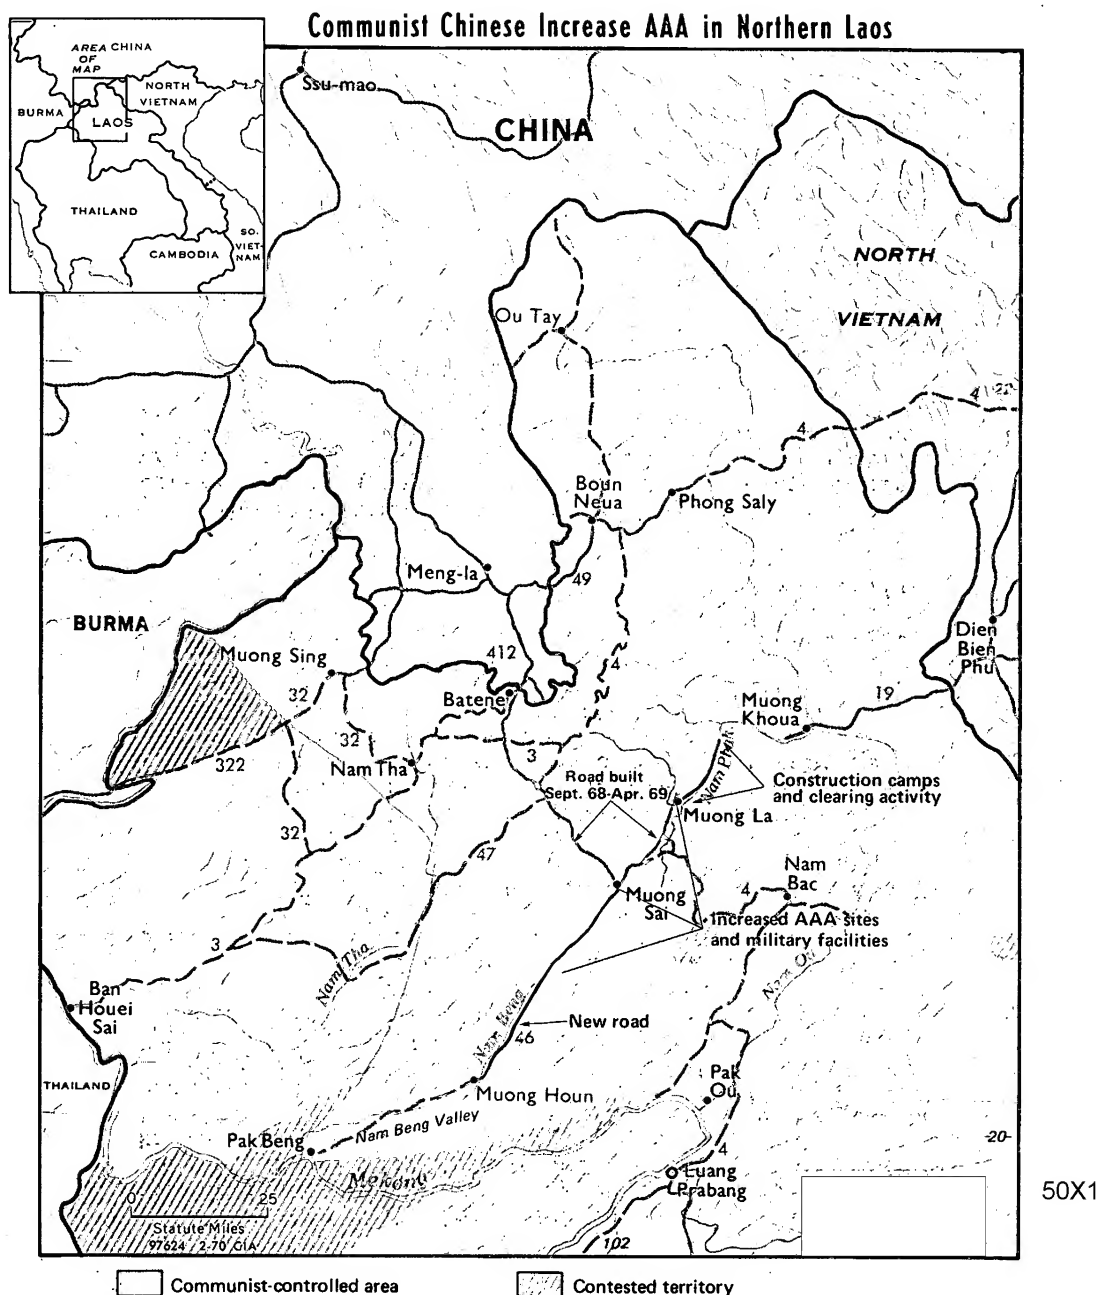 Communist Chinese Increase AAA in Northern Laos
AREA
OF
MAP
CHINA
NORTH
VIETNAM
BURMA
LAOS
THAILAND
SO.
VIET-
NAM
CAMBODIA
Ssu-mao
CHINA
NORTH
VIETNAM
Ou Tay
4
4
Boun
Neua
Phong Saly
Meng-la
49
BURMA
Dien
Bien
Phu
Muong Sing
412
4
32
Batene
19
Muong
Khoua
32
3
322
Nam Tha
Road built
Sept. 68-Apr. 69
Nam Phak
Construction camps
and clearing activity
Muong La
32
47
Nam
Bac
4
Muong
Sai
Increased AAA sites
and military facilities
3
Nam Tha
Nam Ou
Ban
Houei
Sai
Nam Beng
New road
46
THAILAND
Pak
Ou
Muong Houn
Nam Beng Valley
Pak Beng
20
4
Mekong
Luang
Prabang
50X1
0 25
Statute Miles
97624 2-70 CIA
102
Communist-controlled area
Contested territory